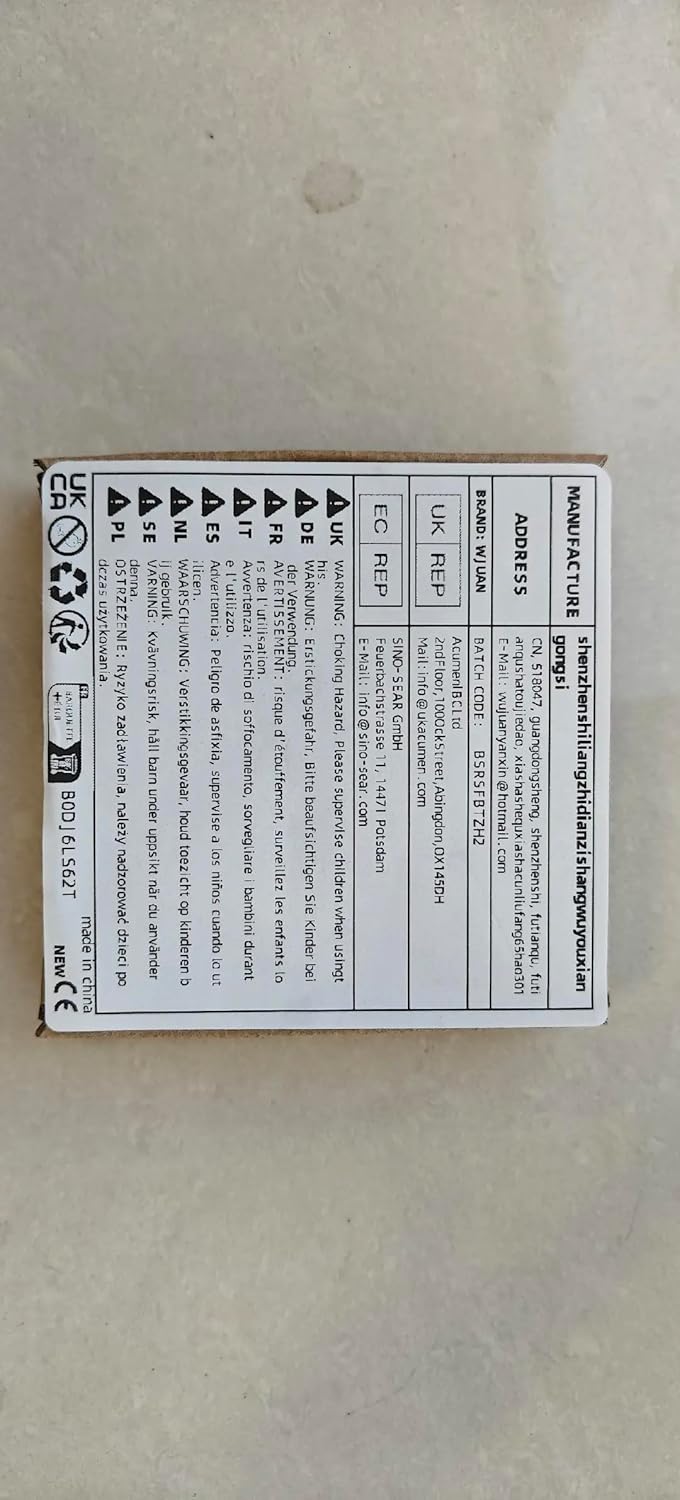 MANUFACTURE shenzhenshiliangzhidianzishangwuyouxian
gongsi
ADDRESS CN, 518047, guangdongsheng, shenzhenshi, futianqu, futi
anqushatoujiedao, xiashashequxiashacunliufang65hao301
E-Mail: wujuanyanxin@hotmail.com
BRAND: WJUAN BATCH CODE: BSRSFBTZH2
UK REP AcumenIBCLtd
2ndFloor,100OckStreet,Abingdon,OX145DH
Mail:info@ukacumen.com
EC REP SINO-SEAR GmbH
Feuerbachstrasse 11, 14471 Potsdam
E-Mail: info@sino-sear.com
UK WARNING: Choking Hazard, Please supervise children when usingt
his.
DE WARNUNG: Erstickungsgefahr, Bitte beaufsichtigen Sie Kinder bei
der Verwendung.
FR AVERTISSEMENT: risque d'étouffement, surveillez les enfants lo
rs de l'utilisation.
IT Avvertenza: rischio di soffocamento, sorvegliare i bambini durant
e l'utilizzo.
ES Advertencia: Peligro de asfixia, supervise a los niños cuando lo ut
ilicen.
NL WAARSCHUWING: Verstikkingsgevaar, houd toezicht op kinderen b
ij gebruik.
SE VARNING: Kvävningsrisk, håll barn under uppsikt när du använder
denna.
PL OSTRZEŻENIE: Ryzyko zadławienia, należy nadzorować dzieci po
dczas użytkowania.
made in china
UK
CA
FR
B0DJ6LS62T
NEW CE